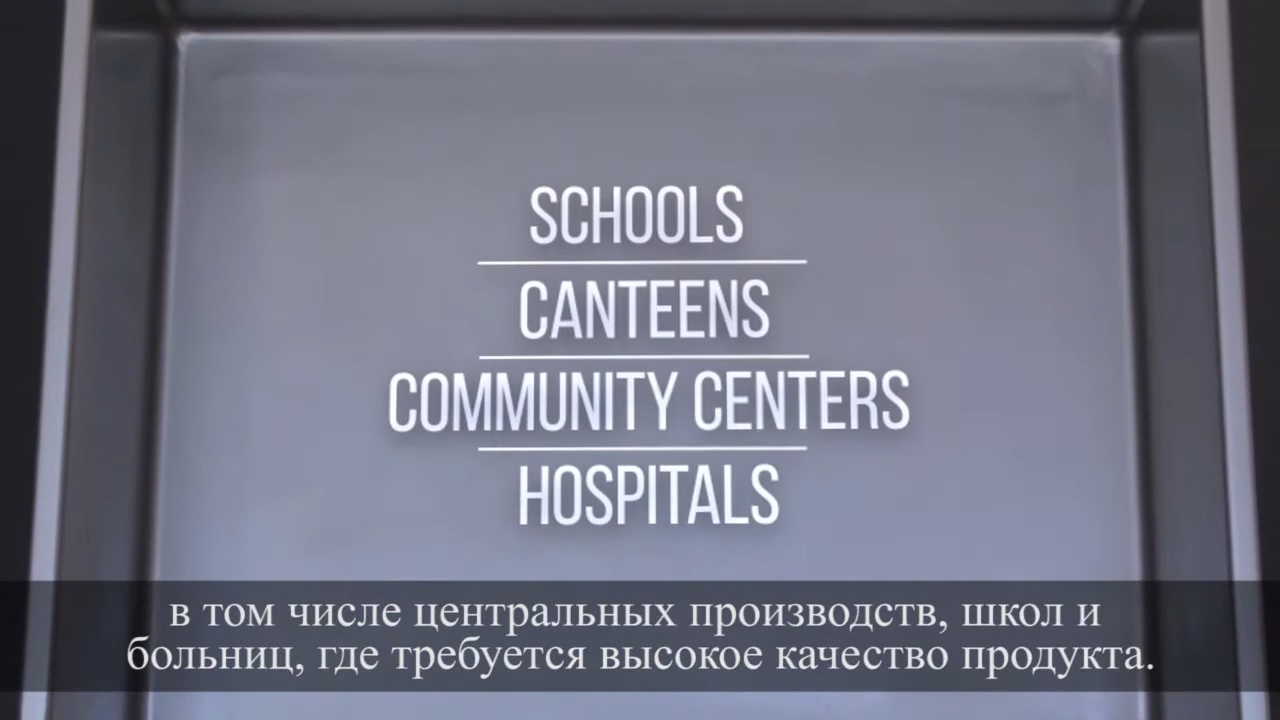 SCHOOLS
CANTEENS
COMMUNITY CENTERS
HOSPITALS
в том числе центральных производств, школ и
больниц, где требуется высокое качество продукта.